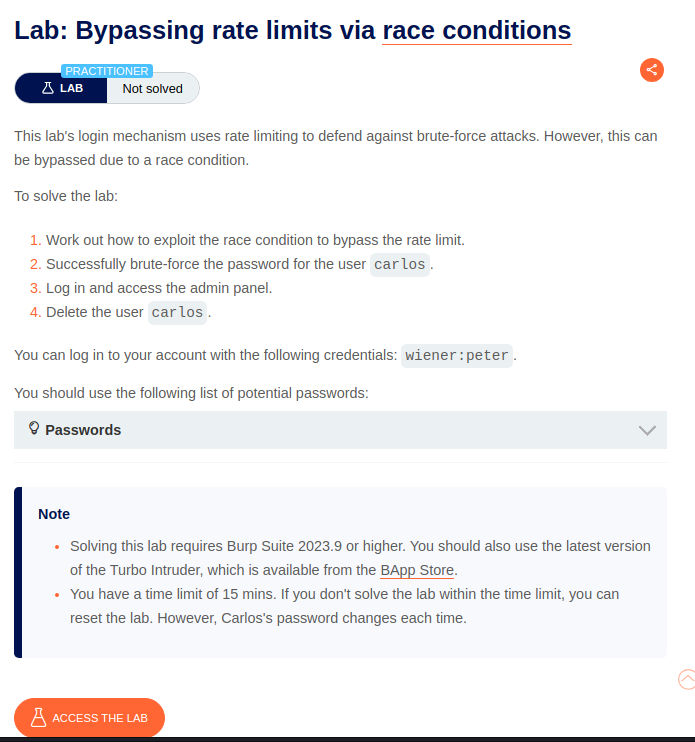 Lab: Bypassing rate limits via race conditions
PRACTITIONER
LAB
Not solved
This lab's login mechanism uses rate limiting to defend against brute-force attacks. However, this can
be bypassed due to a race condition.
To solve the lab:
1. Work out how to exploit the race condition to bypass the rate limit.
2. Successfully brute-force the password for the user carlos.
3. Log in and access the admin panel.
4. Delete the user carlos.
You can log in to your account with the following credentials: wiener:peter.
You should use the following list of potential passwords:
Passwords
Note
• Solving this lab requires Burp Suite 2023.9 or higher. You should also use the latest version
of the Turbo Intruder, which is available from the BApp Store.
• You have a time limit of 15 mins. If you don't solve the lab within the time limit, you can
reset the lab. However, Carlos's password changes each time.
ACCESS THE LAB